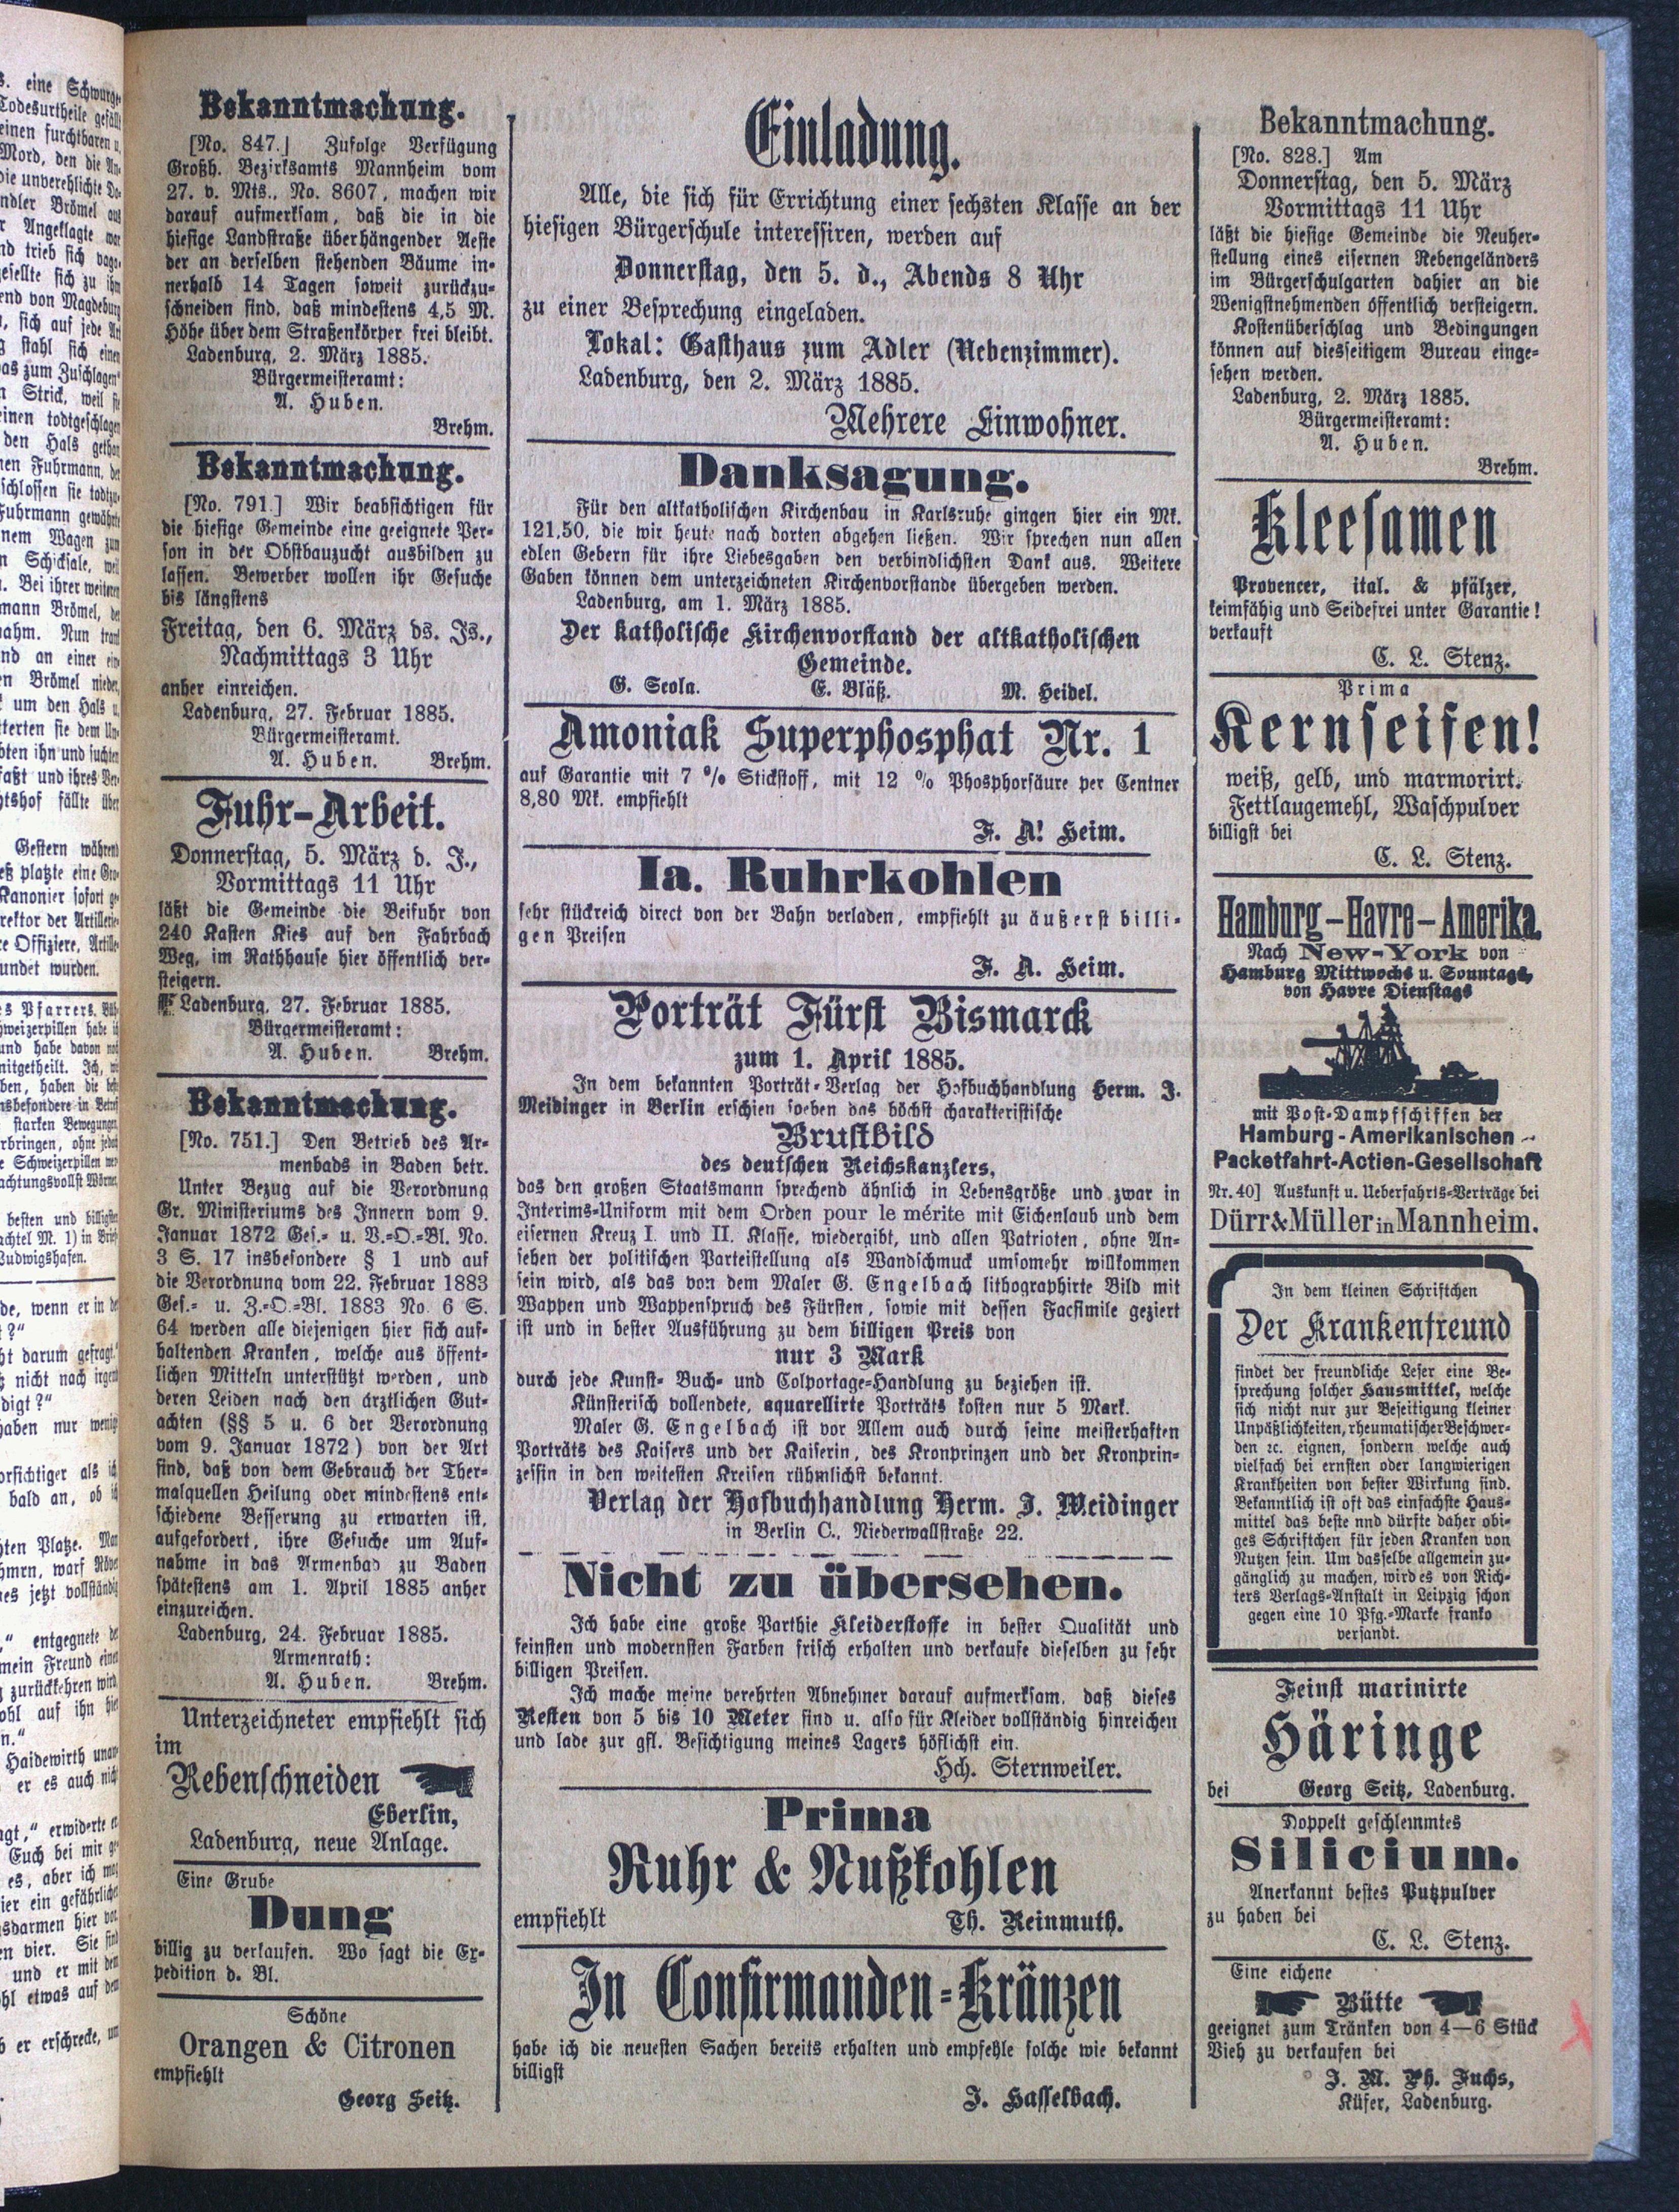 Bekanntmachung.
[No. 847.] Zufolge Verfügung
Großh. Bezirksamts Mannheim vom
27. v. Mts., No. 8607, machen wir
darauf aufmerksam, daß die in die
hiesige Landstraße überhängender Aeste
der an derselben stehenden Bäume in-
nerhalb 14 Tagen soweit zurückzu-
schneiden sind, daß mindestens 4,5 M.
Höhe über dem Straßenkörper frei bleibt.
Ladenburg, 2. März 1885.
Bürgermeisteramt:
A. Huben.
Brehm.
Bekanntmachung.
[No. 791.] Wir beabsichtigen für
die hiesige Gemeinde eine geeignete Per-
son in der Obstbauzucht ausbilden zu
lassen. Bewerber wollen ihr Gesuche
bis längstens
Freitag, den 6. März ds. Js.,
Nachmittags 3 Uhr
anher einreichen.
Ladenburg, 27. Februar 1885.
Bürgermeisteramt.
A. Huben. Brehm.
Fuhr-Arbeit.
Donnerstag, 5. März d. J.,
Vormittags 11 Uhr
läßt die Gemeinde die Beifuhr von
240 Kasten Kies auf den Fahrbach
Weg, im Rathhause hier öffentlich ver-
steigern.
Ladenburg, 27. Februar 1885.
Bürgermeisteramt:
A. Huben. Brehm.
Bekanntmachung.
[No. 751.] Den Betrieb des Ar-
menbads in Baden betr.
Unter Bezug auf die Verordnung
Gr. Ministeriums des Innern vom 9.
Januar 1872 Ges.- u. V.-O.-Bl. No.
3 S. 17 insbesondere § 1 und auf
die Verordnung vom 22. Februar 1883
Ges.- u. Z.-O.-Bl. 1883 No. 6 S.
64 werden alle diejenigen hier sich auf-
haltenden Kranken, welche aus öffent-
lichen Mitteln unterstützt werden, und
deren Leiden nach den ärztlichen Gut-
achten (§§ 5 u. 6 der Verordnung
vom 9. Januar 1872) von der Art
sind, daß von dem Gebrauch der Ther-
malquellen Heilung oder mindestens ent-
schiedene Besserung zu erwarten ist,
aufgefordert, ihre Gesuche um Auf-
nahme in das Armenbad zu Baden
spätestens am 1. April 1885 anher
einzureichen.
Ladenburg, 24. Februar 1885.
Armenrath:
A. Huben. Brehm.
Unterzeichneter empfiehlt sich
im
Rebenschneiden
Eberlin,
Ladenburg, neue Anlage.
Eine Grube
Dung
billig zu verkaufen. Wo sagt die Ex-
pedition d. Bl.
Schöne
Orangen & Citronen
empfiehlt
Georg Seitz.
Einladung.
Alle, die sich für Errichtung einer sechsten Klasse an der
hiesigen Bürgerschule interessiren, werden auf
Donnerstag, den 5. d., Abends 8 Uhr
zu einer Besprechung eingeladen.
Lokal: Gasthaus zum Adler (Nebenzimmer).
Ladenburg, den 2. März 1885.
Mehrere Einwohner.
Danksagung.
Für den altkatholischen Kirchenbau in Karlsruhe gingen hier ein Mk.
121,50, die wir heute nach dorten abgehen ließen. Wir sprechen nun allen
edlen Gebern für ihre Liebesgaben den verbindlichsten Dank aus. Weitere
Gaben können dem unterzeichneten Kirchenvorstande übergeben werden.
Ladenburg, am 1. März 1885.
Der katholische Kirchenvorstand der altkatholischen
Gemeinde.
G. Scola. E. Bläß. M. Heidel.
Amoniak Superphosphat Nr. 1
auf Garantie mit 7 % Stickstoff, mit 12 % Phosphorsäure per Centner
8,80 Mk. empfiehlt
F. A! Heim.
Ia. Ruhrkohlen
sehr stückreich direct von der Bahn verladen, empfiehlt zu äußerst billi-
gen Preisen
F. A. Heim.
Porträt Fürst Bismarck
zum 1. April 1885.
In dem bekannten Porträt-Verlag der Hofbuchhandlung Herm. J.
Meidinger in Berlin erschien soeben das höchst charakteristische
Brustbild
des deutschen Reichskanzlers,
das den großen Staatsmann sprechend ähnlich in Lebensgröße und zwar in
Interims-Uniform mit dem Orden pour le mérite mit Eichenlaub und dem
eisernen Kreuz I. und II. Klasse, wiedergibt, und allen Patrioten, ohne An-
sehen der politischen Parteistellung als Wandschmuck umsomehr willkommen
sein wird, als das von dem Maler G. Engelbach lithographirte Bild mit
Wappen und Wappenspruch des Fürsten, sowie mit dessen Facsimile geziert
ist und in bester Ausführung zu dem billigen Preis von
nur 3 Mark
durch jede Kunst- Buch- und Colportage-Handlung zu beziehen ist.
Künsterisch vollendete, aquarellirte Porträts kosten nur 5 Mark.
Maler G. Engelbach ist vor Allem auch durch seine meisterhaften
Porträts des Kaisers und der Kaiserin, des Kronprinzen und der Kronprin-
zessin in den weitesten Kreisen rühmlichst bekannt.
Verlag der Hofbuchhandlung Herm. J. Meidinger
in Berlin C., Niederwallstraße 22.
Nicht zu übersehen.
Ich habe eine große Parthie Kleiderstoffe in bester Qualität und
feinsten und modernsten Farben frisch erhalten und verkaufe dieselben zu sehr
billigen Preisen.
Ich mache meine verehrten Abnehmer darauf aufmerksam, daß dieses
Resten von 5 bis 10 Meter sind u. also für Kleider vollständig hinreichen
und lade zur gfl. Besichtigung meines Lagers höflichst ein.
Hch. Sternweiler.
Prima
Ruhr & Nußkohlen
empfiehlt Th. Reinmuth.
In Confirmanden-Kränzen
habe ich die neuesten Sachen bereits erhalten und empfehle solche wie bekannt
billigst
J. Hasselbach.
Bekanntmachung.
[No. 828.] Am
Donnerstag, den 5. März
Vormittags 11 Uhr
läßt die hiesige Gemeinde die Neuher-
stellung eines eisernen Rebengeländers
im Bürgerschulgarten dahier an die
Wenigstnehmenden öffentlich versteigern.
Kostenüberschlag und Bedingungen
können auf diesseitigem Bureau einge-
sehen werden.
Ladenburg, 2. März 1885.
Bürgermeisteramt:
A. Huben.
Brehm.
Kleesamen
Provencer, ital. & pfälzer,
keimfähig und Seidefrei unter Garantie!
verkauft
C. L. Stenz.
Prima
Kernseifen!
weiß, gelb, und marmorirt.
Fettlaugemehl, Waschpulver
billigst bei
C. L. Stenz.
Hamburg-Havre-Amerika.
Nach New-York von
Hamburg Mittwochs u. Sonntags,
von Havre Dienstags
mit Post-Dampfschiffen der
Hamburg-Amerikanischen
Packetfahrt-Actien-Gesellschaft
Nr. 40] Auskunft u. Ueberfahrts-Verträge bei
Dürr & Müller in Mannheim.
In dem kleinen Schriftchen
Der Krankenfreund
findet der freundliche Leser eine Be-
sprechung solcher Hausmittel, welche
sich nicht nur zur Beseitigung kleiner
Unpäßlichkeiten, rheumatischer Beschwer-
den ꝛc. eignen, sondern welche auch
vielfach bei ernsten oder langwierigen
Krankheiten von bester Wirkung sind.
Bekanntlich ist oft das einfachste Haus-
mittel das beste nnd dürfte daher obi-
ges Schriftchen für jeden Kranken von
Nutzen sein. Um dasselbe allgemein zu-
gänglich zu machen, wird es von Rich-
ters Verlags-Anstalt in Leipzig schon
gegen eine 10 Pfg.-Marke franko
versandt.
Feinst marinirte
Häringe
bei Georg Seitz, Ladenburg.
Doppelt geschlemmtes
Silicium.
Anerkannt bestes Putzpulver
zu haben bei
C. L. Stenz.
Eine eichene
Bütte
geeignet zum Tränken von 4—6 Stück
Vieh zu verkaufen bei
J. M. Ph. Fuchs,
Küfer, Ladenburg.